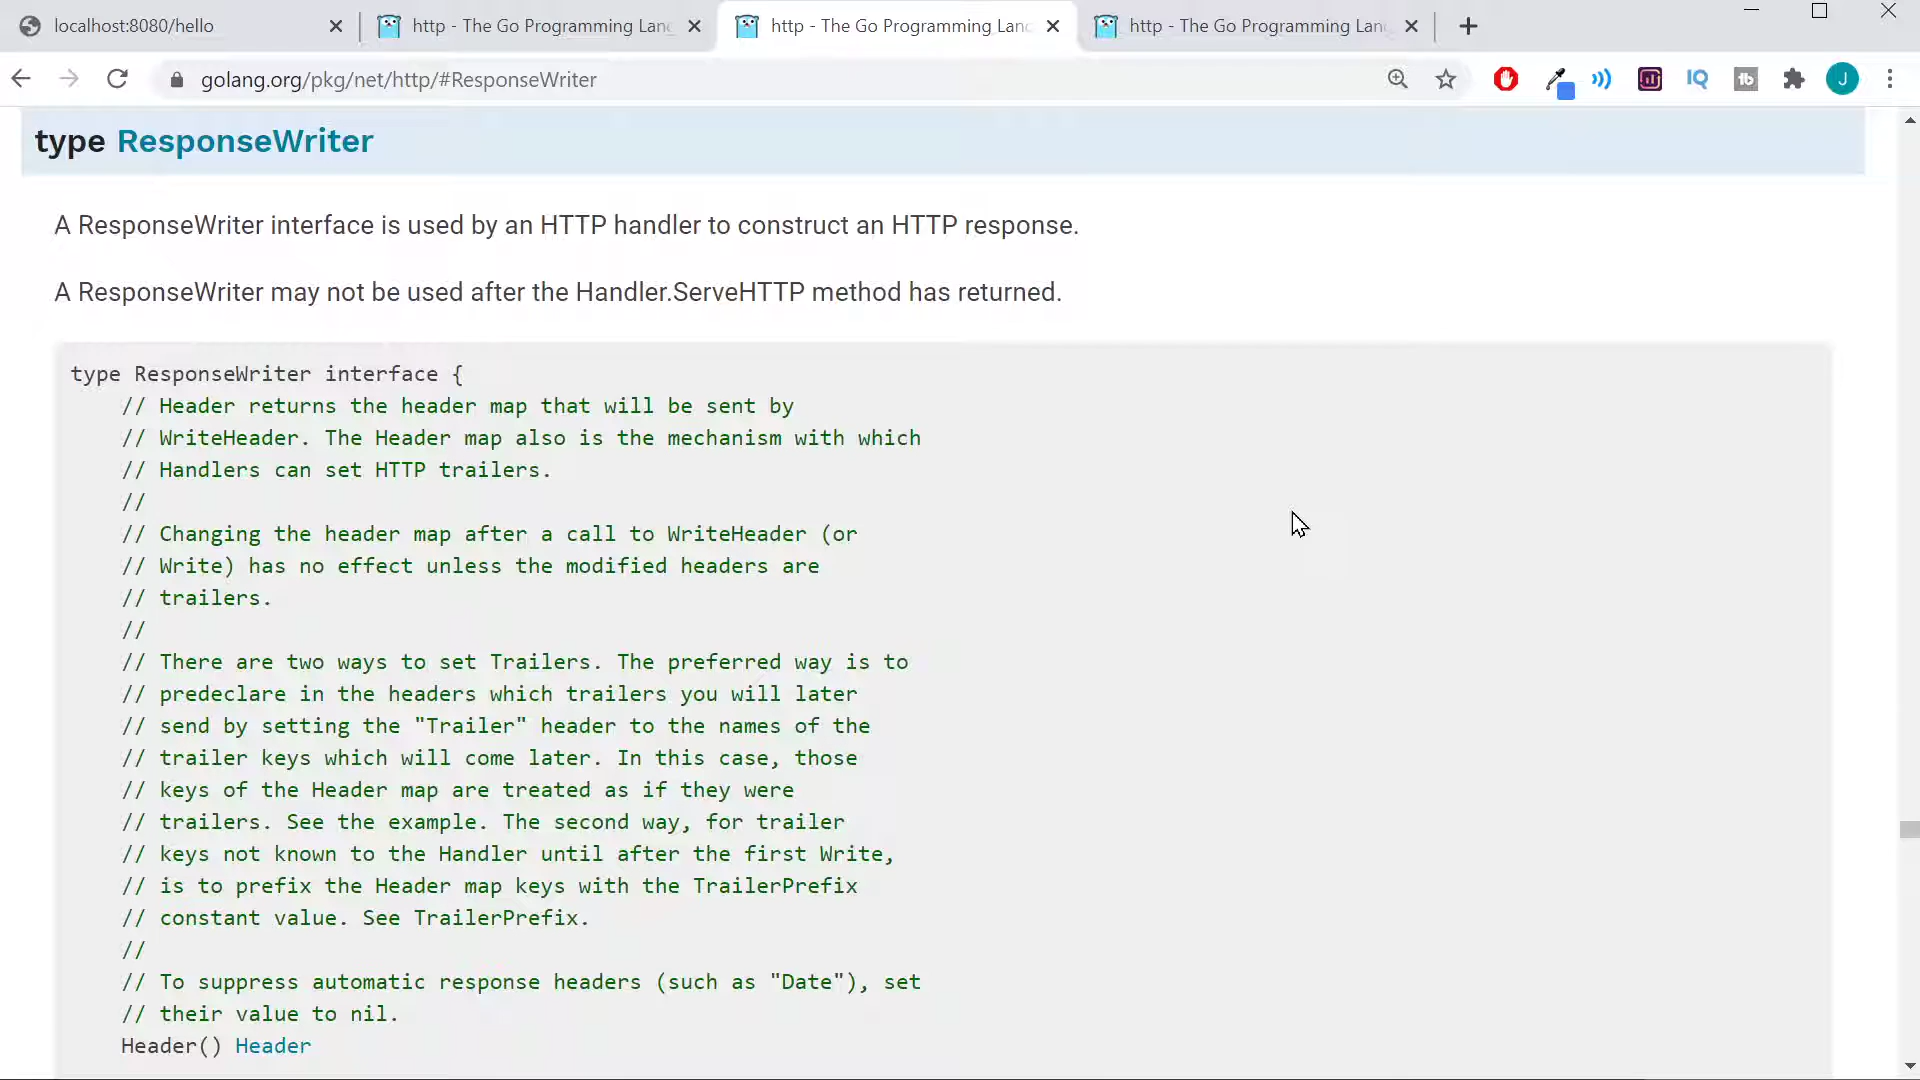 localhost:8080/hello
http - The Go Programming Lang
http - The Go Programming Lang
http - The Go Programming Lang
golang.org/pkg/net/http/#ResponseWriter
IQ
tb
J
type ResponseWriter
A ResponseWriter interface is used by an HTTP handler to construct an HTTP response.
A ResponseWriter may not be used after the Handler.ServeHTTP method has returned.
type ResponseWriter interface {
// Header returns the header map that will be sent by
// WriteHeader. The Header map also is the mechanism with which
// Handlers can set HTTP trailers.
//
// Changing the header map after a call to WriteHeader (or
// Write) has no effect unless the modified headers are
// trailers.
//
// There are two ways to set Trailers. The preferred way is to
// predeclare in the headers which trailers you will later
// send by setting the "Trailer" header to the names of the
// trailer keys which will come later. In this case, those
// keys of the Header map are treated as if they were
// trailers. See the example. The second way, for trailer
// keys not known to the Handler until after the first Write,
// is to prefix the Header map keys with the TrailerPrefix
// constant value. See TrailerPrefix.
//
// To suppress automatic response headers (such as "Date"), set
// their value to nil.
Header() Header